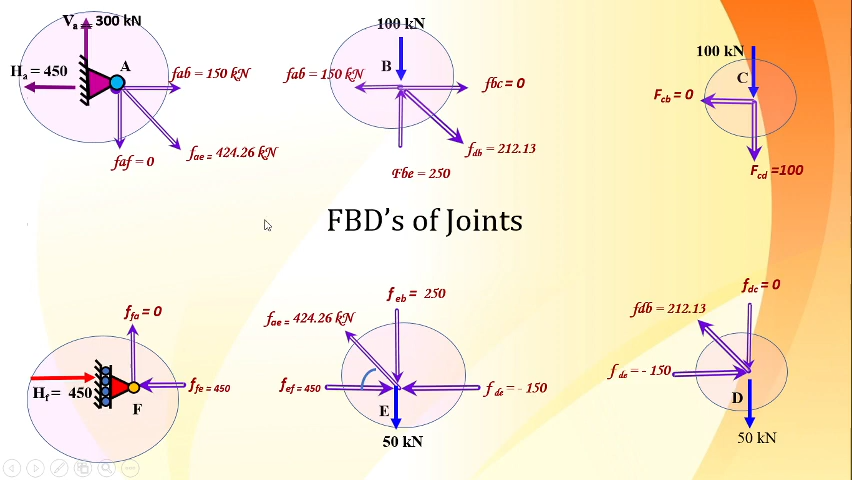 Va = 300 kN
Ha = 450
A
fab = 150 kN
faf = 0
fae = 424.26 kN
100 kN
fab = 150 kN
B
fbc = 0
fdb = 212.13
Fbe = 250
100 kN
C
Fcb = 0
Fcd =100
FBD’s of Joints
ffa = 0
Hf = 450
F
ffe = 450
feb = 250
fae = 424.26 kN
fef = 450
fde = - 150
E
50 kN
fdc = 0
fdb = 212.13
fde = - 150
D
50 kN